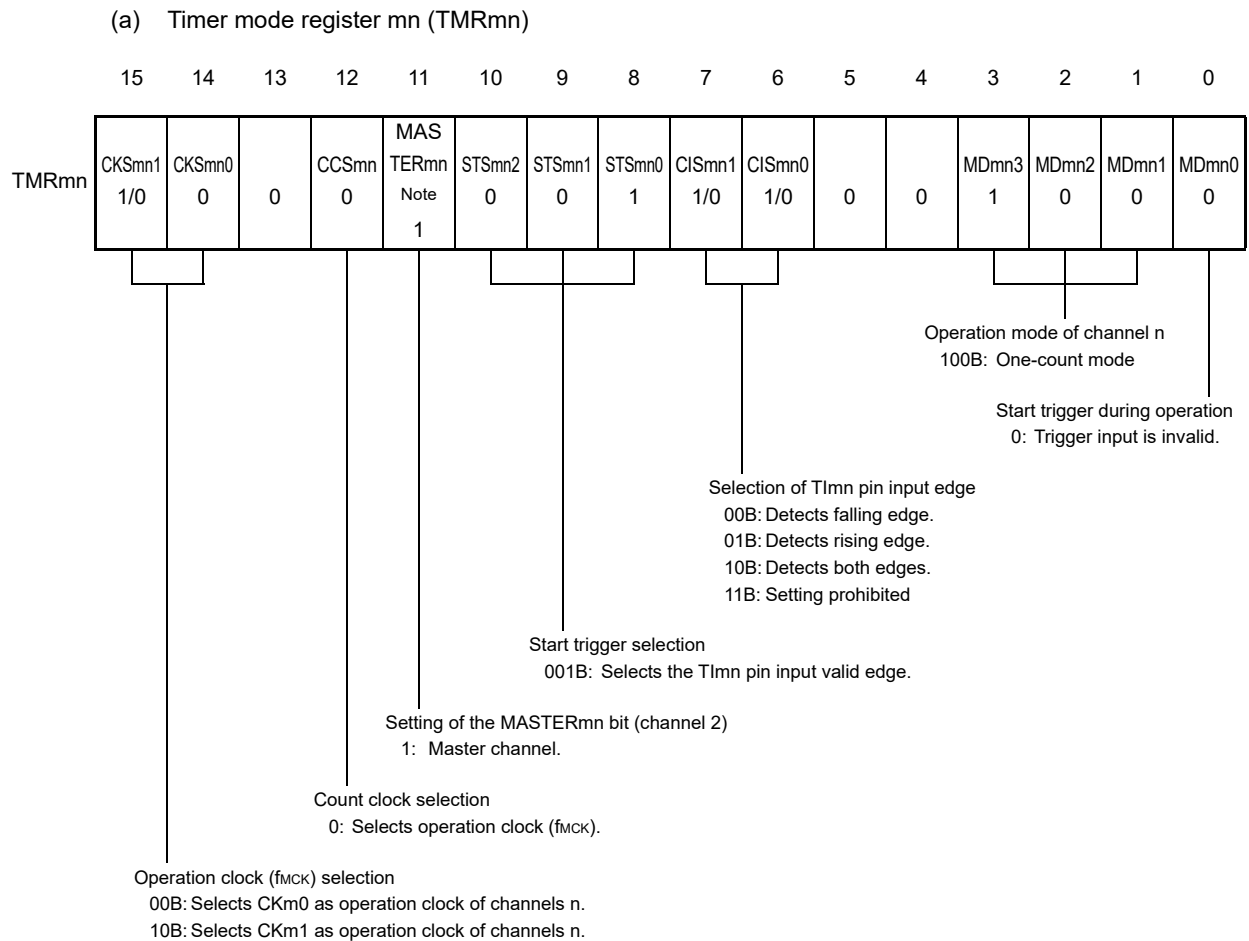 (a) Timer mode register mn (TMRmn)
15 14 13 12 11 10 9 8 7 6 5 4 3 2 1 0
TMRmn
CKSmn1 CKSmn0 CCSmn MAS TERmn Note STSmn2 STSmn1 STSmn0 CISmn1 CISmn0 MDmn3 MDmn2 MDmn1 MDmn0
1/0 0 0 0 1 0 0 1 1/0 1/0 0 0 1 0 0 0
Operation mode of channel n
100B: One-count mode
Start trigger during operation
0: Trigger input is invalid.
Selection of TImn pin input edge
00B: Detects falling edge.
01B: Detects rising edge.
10B: Detects both edges.
11B: Setting prohibited
Start trigger selection
001B: Selects the TImn pin input valid edge.
Setting of the MASTERmn bit (channel 2)
1: Master channel.
Count clock selection
0: Selects operation clock (fMCK).
Operation clock (fMCK) selection
00B: Selects CKm0 as operation clock of channels n.
10B: Selects CKm1 as operation clock of channels n.